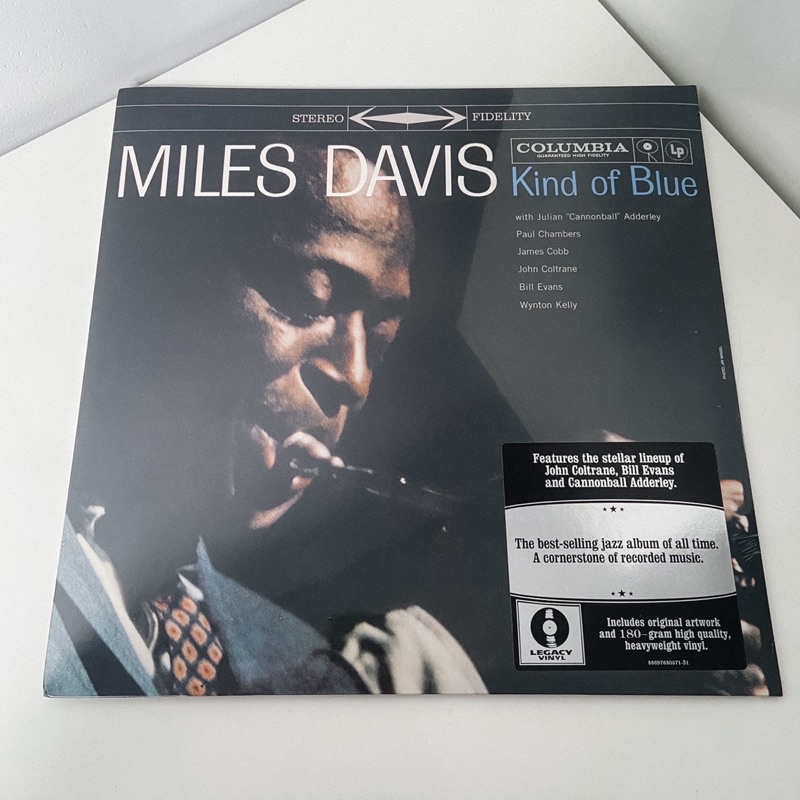 STEREO FIDELITY
MILES DAVIS
COLUMBIA
GUARANTEED HIGH FIDELITY
Lp
Kind of Blue
with Julian "Cannonball" Adderley
Paul Chambers
James Cobb
John Coltrane
Bill Evans
Wynton Kelly
Features the stellar lineup of
John Coltrane, Bill Evans
and Cannonball Adderley.
The best-selling jazz album of all time.
A cornerstone of recorded music.
LEGACY
VINYL
Includes original artwork
and 180-gram high quality,
heavyweight vinyl.